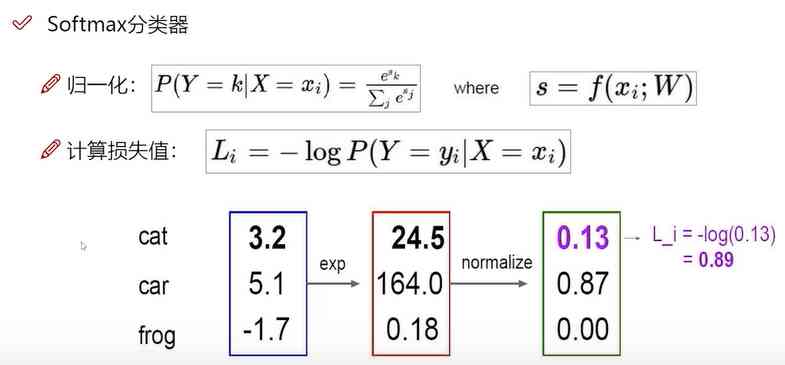 Softmax分类器
归一化: P(Y = k|X = x_i) = \frac{e^{s_k}}{\sum_j e^{s_j}} where s = f(x_i; W)
计算损失值: L_i = − log P(Y = y_i|X = x_i)
cat 3.2 24.5 0.13 → L_i = -log(0.13)
= 0.89
exp normalize
car 5.1 164.0 0.87
frog -1.7 0.18 0.00